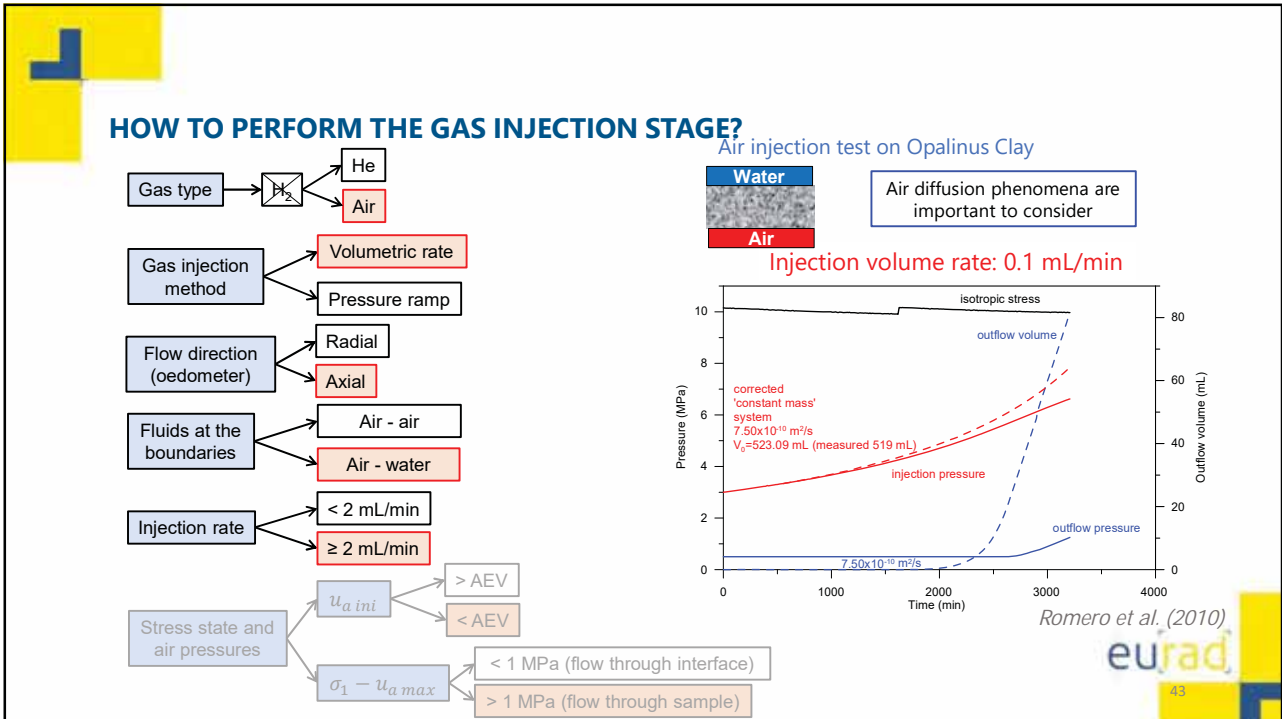 HOW TO PERFORM THE GAS INJECTION STAGE?
Gas type
H₂
He
Air
Gas injection
method
Volumetric rate
Pressure ramp
Flow direction
(oedometer)
Radial
Axial
Fluids at the
boundaries
Air - air
Air - water
Injection rate
< 2 mL/min
≥ 2 mL/min
Stress state and
air pressures
u_{a ini}
> AEV
< AEV
σ₁ − u_{a max}
< 1 MPa (flow through interface)
> 1 MPa (flow through sample)
Air injection test on Opalinus Clay
Water
Air
Air diffusion phenomena are
important to consider
Injection volume rate: 0.1 mL/min
isotropic stress
outflow volume
corrected
'constant mass'
system
7.50x10⁻¹⁰ m²/s
V₀=523.09 mL (measured 519 mL)
injection pressure
outflow pressure
7.50x10⁻¹⁰ m²/s
10
8
6
4
2
0
Pressure (MPa)
80
60
40
20
0
Outflow volume (mL)
0 1000 2000 3000 4000
Time (min)
Romero et al. (2010)
eu[rad]
43